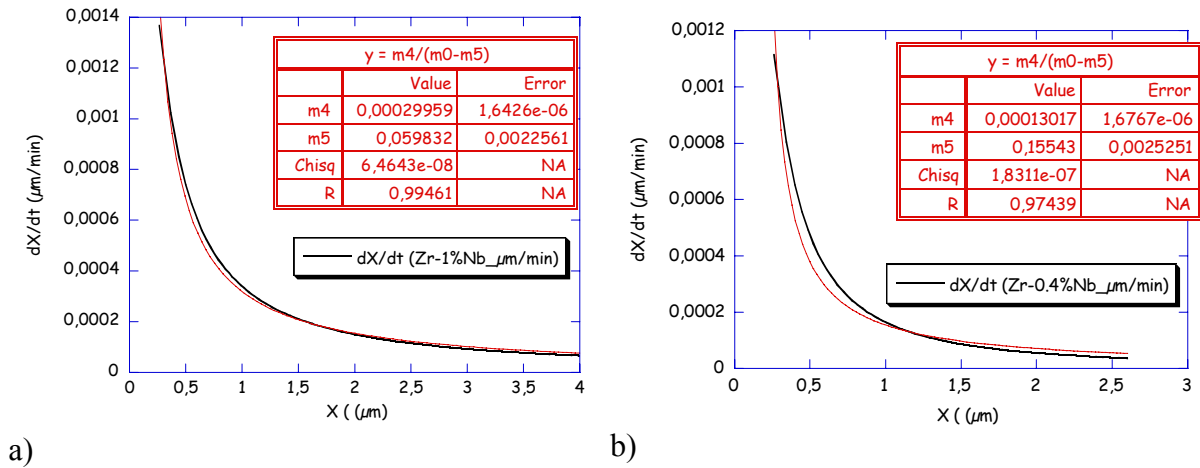 0,0014
0,0012
0,001
0,0008
0,0006
0,0004
0,0002
0
dX/dt (µm/min)
y = m4/(m0-m5)
Value Error
m4 0,00029959 1,6426e-06
m5 0,059832 0,0022561
Chisq 6,4643e-08 NA
R 0,99461 NA
dX/dt (Zr-1%Nb_µm/min)
0 0,5 1 1,5 2 2,5 3 3,5 4
X ( (µm)
a)
0,0012
0,001
0,0008
0,0006
0,0004
0,0002
0
dX/dt (µm/min)
y = m4/(m0-m5)
Value Error
m4 0,00013017 1,6767e-06
m5 0,15543 0,0025251
Chisq 1,8311e-07 NA
R 0,97439 NA
dX/dt (Zr-0.4%Nb_µm/min)
0 0,5 1 1,5 2 2,5 3
X ( (µm)
b)